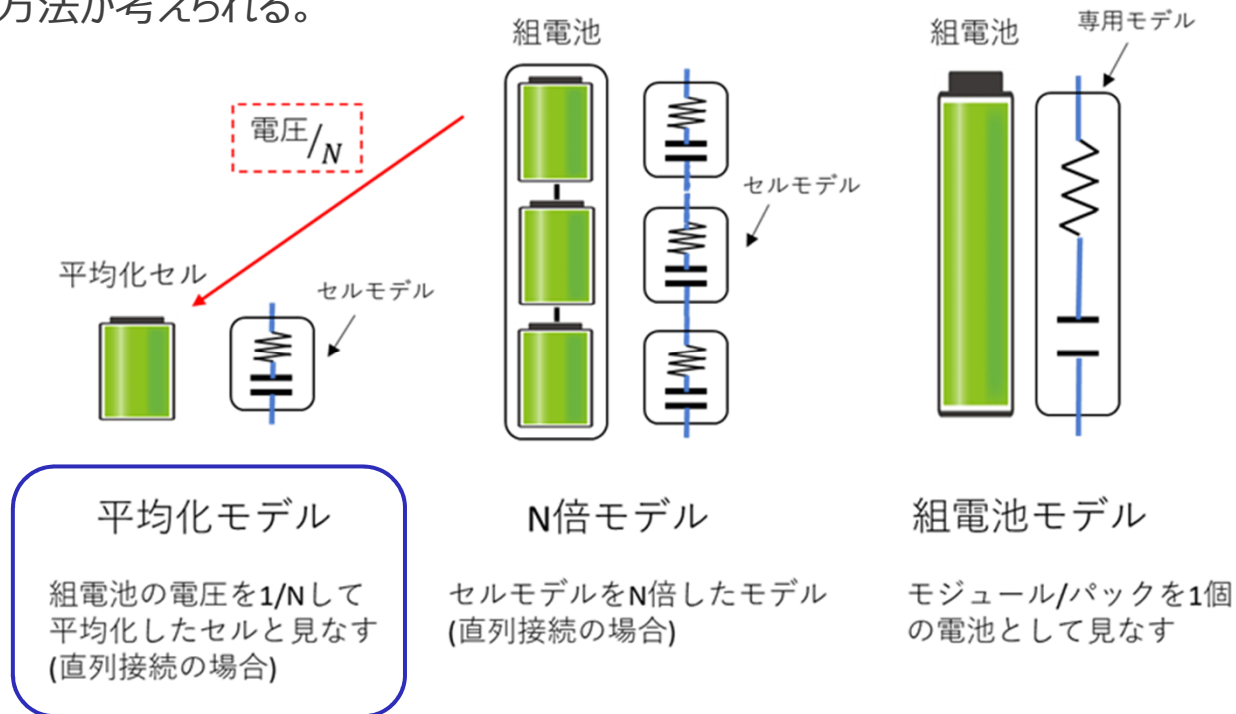 方法が考えられる。
組電池
組電池
専用モデル
電圧/N
セルモデル
平均化セル
セルモデル
平均化モデル
N倍モデル
組電池モデル
組電池の電圧を1/Nして
平均化したセルと見なす
(直列接続の場合)
セルモデルをN倍したモデル
(直列接続の場合)
モジュール/パックを1個
の電池として見なす